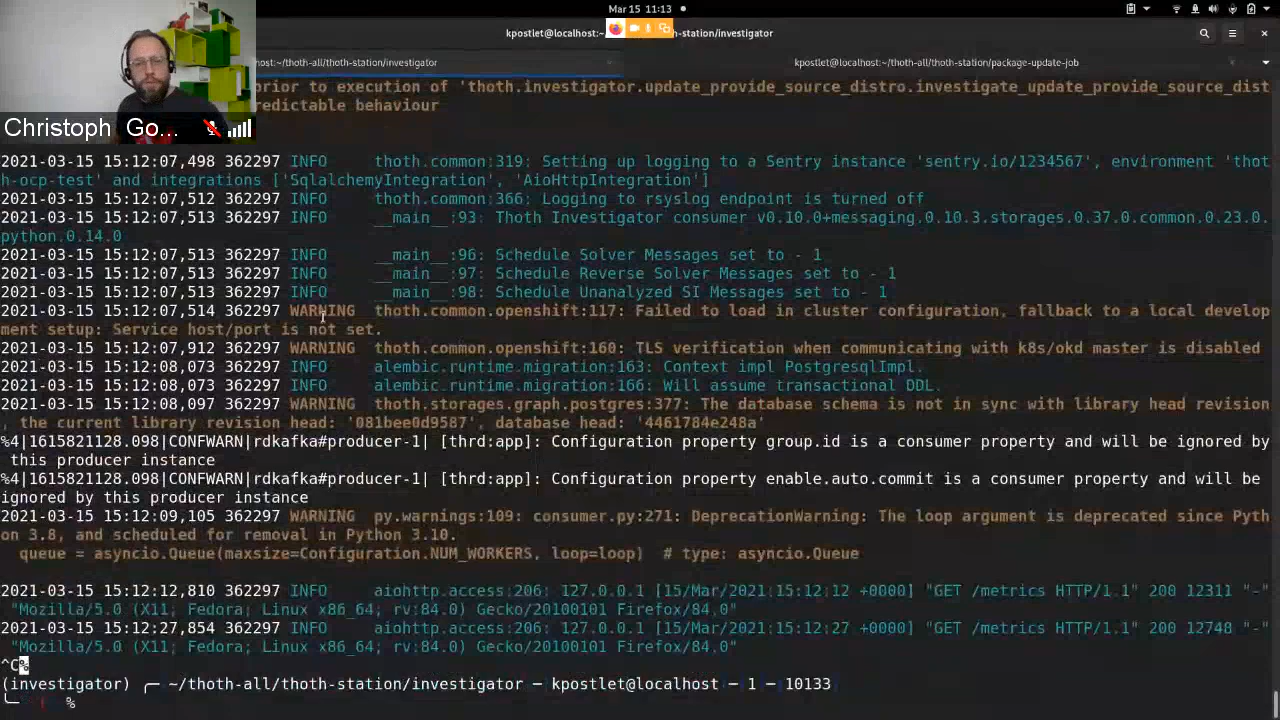 Mar 15 11:13
kpostlet@localhost:~ -all/thoth-station/investigator
host:~/thoth-all/thoth-station/investigator
kpostlet@localhost:~/thoth-all/thoth-station/package-update-job
prior to execution of 'thoth.investigator.update_provide_source_distro.investigate_update_provide_source_dist
redictable behaviour
Christoph Go...
2021-03-15 15:12:07,498 362297 INFO thoth.common:319: Setting up logging to a Sentry instance 'sentry.io/1234567', environment 'thot
h-ocp-test' and integrations ['SqlalchemyIntegration', 'AioHttpIntegration']
2021-03-15 15:12:07,512 362297 INFO thoth.common:366: Logging to rsyslog endpoint is turned off
2021-03-15 15:12:07,513 362297 INFO __main__:93: Thoth Investigator consumer v0.10.0+messaging.0.10.3.storages.0.37.0.common.0.23.0.
python.0.14.0
2021-03-15 15:12:07,513 362297 INFO __main__:96: Schedule Solver Messages set to - 1
2021-03-15 15:12:07,513 362297 INFO __main__:97: Schedule Reverse Solver Messages set to - 1
2021-03-15 15:12:07,513 362297 INFO __main__:98: Schedule Unanalyzed SI Messages set to - 1
2021-03-15 15:12:07,514 362297 WARNING thoth.common.openshift:117: Failed to load in cluster configuration, fallback to a local develop
ment setup: Service host/port is not set.
2021-03-15 15:12:07,912 362297 WARNING thoth.common.openshift:160: TLS verification when communicating with k8s/okd master is disabled
2021-03-15 15:12:08,073 362297 INFO alembic.runtime.migration:163: Context impl PostgresqlImpl.
2021-03-15 15:12:08,073 362297 INFO alembic.runtime.migration:166: Will assume transactional DDL.
2021-03-15 15:12:08,097 362297 WARNING thoth.storages.graph.postgres:377: The database schema is not in sync with library head revision
, the current library revision head: '081bee0d9587', database head: '4461784e248a'
%4|1615821128.098|CONFWARN|rdkafka#producer-1| [thrd:app]: Configuration property group.id is a consumer property and will be ignored by
this producer instance
%4|1615821128.098|CONFWARN|rdkafka#producer-1| [thrd:app]: Configuration property enable.auto.commit is a consumer property and will be
ignored by this producer instance
2021-03-15 15:12:09,105 362297 WARNING py.warnings:109: consumer.py:271: DeprecationWarning: The loop argument is deprecated since Pyth
on 3.8, and scheduled for removal in Python 3.10.
queue = asyncio.Queue(maxsize=Configuration.NUM_WORKERS, loop=loop) # type: asyncio.Queue
2021-03-15 15:12:12,810 362297 INFO aiohttp.access:206: 127.0.0.1 [15/Mar/2021:15:12:12 +0000] "GET /metrics HTTP/1.1" 200 12311 "-"
"Mozilla/5.0 (X11; Fedora; Linux x86_64; rv:84.0) Gecko/20100101 Firefox/84.0"
2021-03-15 15:12:27,854 362297 INFO aiohttp.access:206: 127.0.0.1 [15/Mar/2021:15:12:27 +0000] "GET /metrics HTTP/1.1" 200 12748 "-"
"Mozilla/5.0 (X11; Fedora; Linux x86_64; rv:84.0) Gecko/20100101 Firefox/84.0"
^C%
(investigator) ╭─ ~/thoth-all/thoth-station/investigator – kpostlet@localhost – 1 – 10133
╰─ ! %